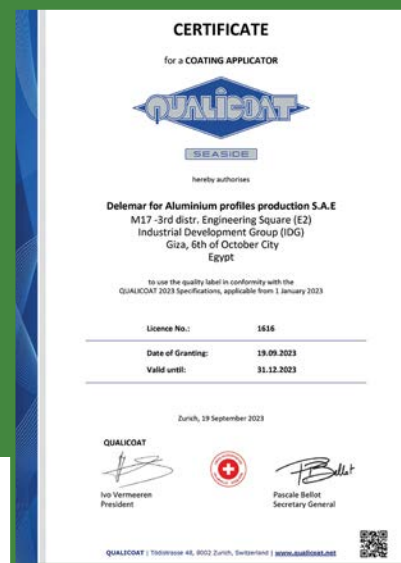 CERTIFICATE
for a COATING APPLICATOR
QUALICOAT
SEASIDE
hereby authorises
Delemar for Aluminium profiles production S.A.E
M17 -3rd distr. Engineering Square (E2)
Industrial Development Group (IDG)
Giza, 6th of October City
Egypt
to use the quality label in conformity with the
QUALICOAT 2023 Specifications, applicable from 1 January 2023
Licence No.: 1616
Date of Granting: 19.09.2023
Valid until: 31.12.2023
Zurich, 19 September 2023
QUALICOAT
Ivo Vermeeren
President
Pascale Bellot
Secretary General
QUALICOAT | Tödistrasse 48, 8002 Zurich, Switzerland | www.qualicoat.net